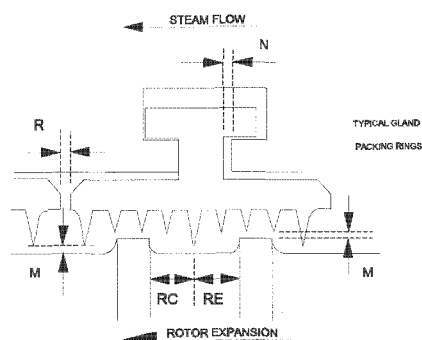 STEAM FLOW
N
R
TYPICAL GLAND
PACKING RINGS
M
M
RC
RE
ROTOR EXPANSION